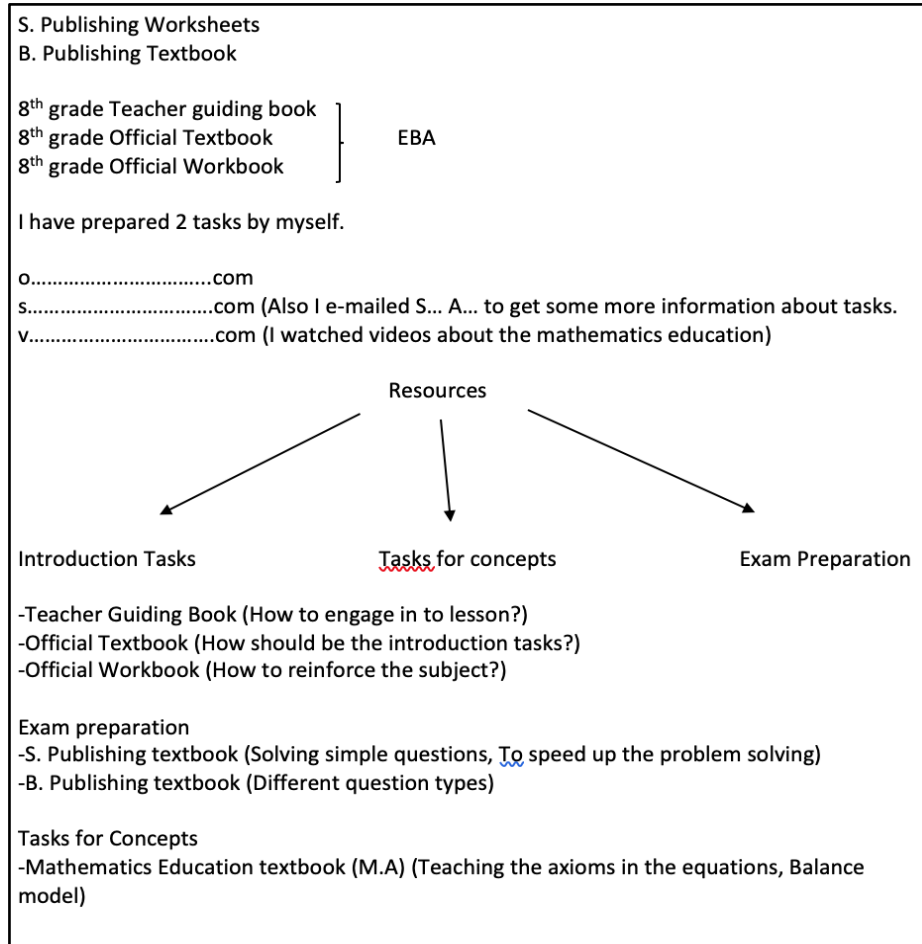 S. Publishing Worksheets
B. Publishing Textbook
8th grade Teacher guiding book
8th grade Official Textbook EBA
8th grade Official Workbook
I have prepared 2 tasks by myself.
o……………………………...com
s……………………………….com (Also I e-mailed S... A... to get some more information about tasks.
v……………………………….com (I watched videos about the mathematics education)
Resources
Introduction Tasks Tasks for concepts Exam Preparation
-Teacher Guiding Book (How to engage in to lesson?)
-Official Textbook (How should be the introduction tasks?)
-Official Workbook (How to reinforce the subject?)
Exam preparation
-S. Publishing textbook (Solving simple questions, To speed up the problem solving)
-B. Publishing textbook (Different question types)
Tasks for Concepts
-Mathematics Education textbook (M.A) (Teaching the axioms in the equations, Balance
model)